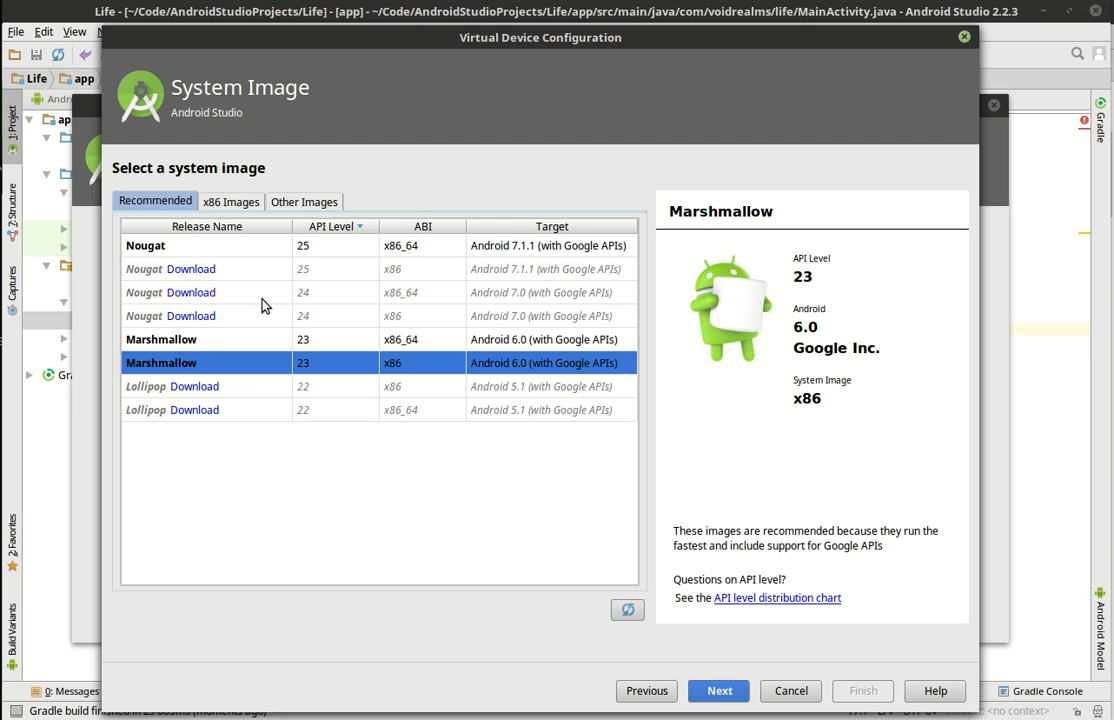 Life - [~/Code/AndroidStudioProjects/Life] - [app] - ~/Code/AndroidStudioProjects/Life/app/src/main/java/com/voidrealms/life/MainActivity.java - Android Studio 2.2.3
File Edit View
Virtual Device Configuration
Life app
System Image
Android Studio
1: Project
7: Structure
Captures
2: Favorites
Build Variants
Gradle
Android Model
Select a system image
Recommended x86 Images Other Images
Release Name API Level ABI Target
Nougat 25 x86_64 Android 7.1.1 (with Google APIs)
Nougat Download 25 x86 Android 7.1.1 (with Google APIs)
Nougat Download 24 x86_64 Android 7.0 (with Google APIs)
Nougat Download 24 x86 Android 7.0 (with Google APIs)
Marshmallow 23 x86_64 Android 6.0 (with Google APIs)
Marshmallow 23 x86 Android 6.0 (with Google APIs)
Lollipop Download 22 x86 Android 5.1 (with Google APIs)
Lollipop Download 22 x86_64 Android 5.1 (with Google APIs)
Marshmallow
API Level
23
Android
6.0
Google Inc.
System Image
x86
These images are recommended because they run the
fastest and include support for Google APIs
Questions on API level?
See the API level distribution chart
Previous Next Cancel Finish Help
0: Messages
Gradle Console
Gradle build
<no context>